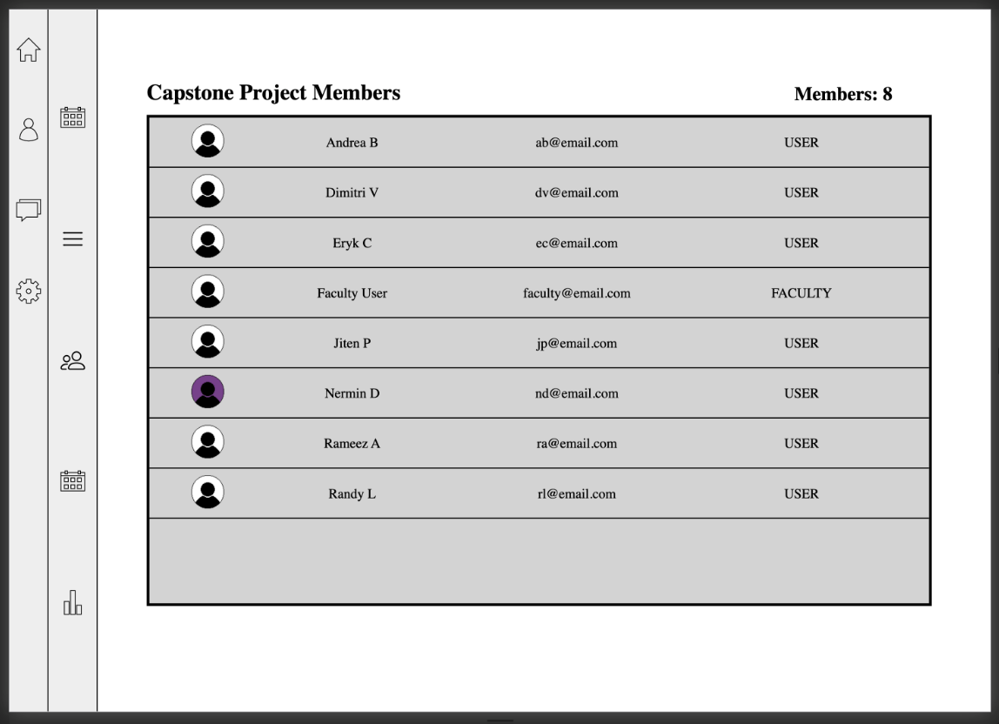 Capstone Project Members Members: 8
Andrea B ab@email.com USER
Dimitri V dv@email.com USER
Eryk C ec@email.com USER
Faculty User faculty@email.com FACULTY
Jiten P jp@email.com USER
Nermin D nd@email.com USER
Rameez A ra@email.com USER
Randy L rl@email.com USER